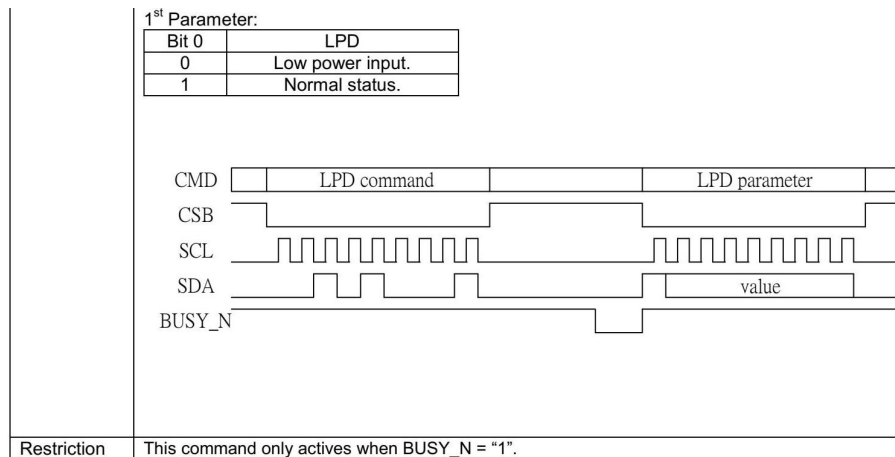 1st Parameter:
Bit 0 LPD
0 Low power input.
1 Normal status.
CMD LPD command LPD parameter
CSB
SCL
SDA value
BUSY_N
Restriction This command only actives when BUSY_N = “1”.